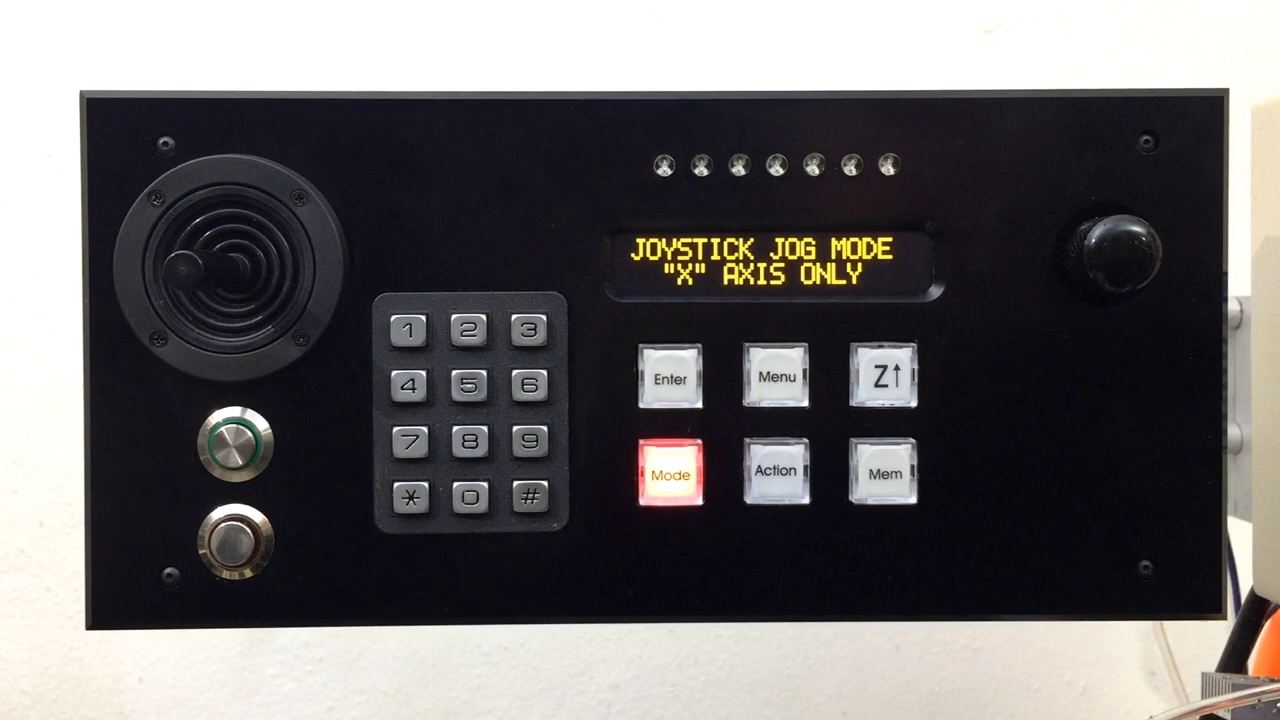 JOYSTICK JOG MODE
"X" AXIS ONLY
1 2 3
4 5 6
7 8 9
* 0 #
Enter Menu Z↑
Mode Action Mem